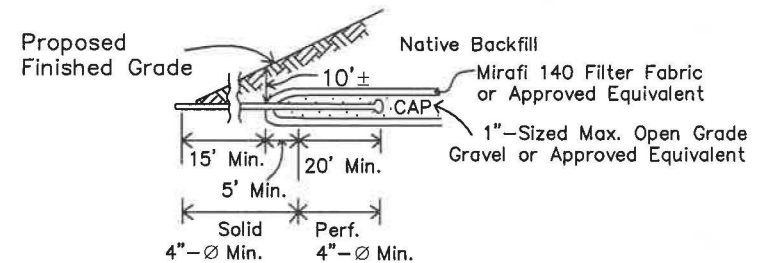 Proposed
Finished Grade
Native Backfill
10'±
Mirafi 140 Filter Fabric
or Approved Equivalent
CAP
1"-Sized Max. Open Grade
Gravel or Approved Equivalent
15' Min.
20' Min.
5' Min.
Solid
Perf.
4"-∅ Min.
4"-∅ Min.